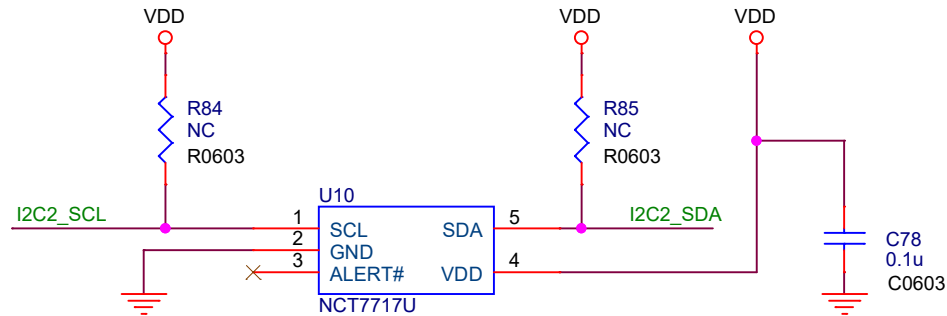 VDD
VDD
VDD
R84
NC
R0603
R85
NC
R0603
U10
I2C2_SCL
1
SCL
SDA
5
I2C2_SDA
2
GND
3
ALERT#
VDD
4
NCT7717U
C78
0.1u
C0603